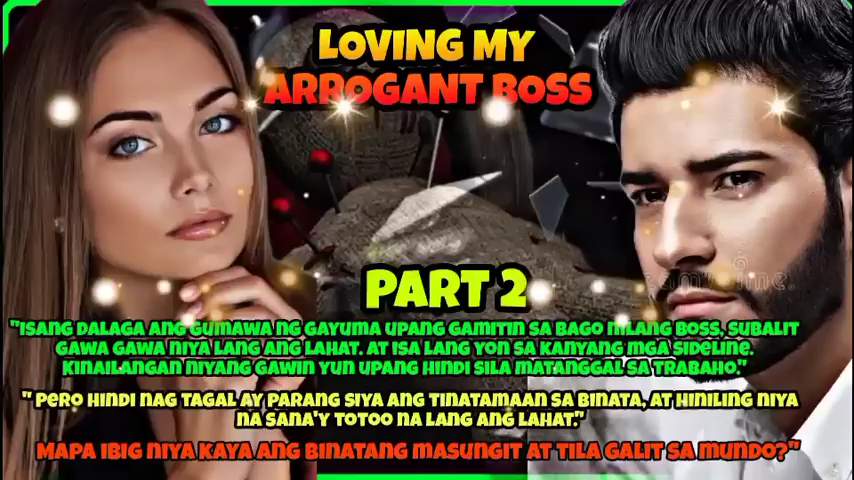 LOVING MY
ARROGANT BOSS
PART 2
"ISANG DALAGA ANG GUMAWA NG GAYUMA UPANG GAMITIN SA BAGO NILANG BOSS, SUBALIT
GAWA GAWA NIYA LANG ANG LAHAT. AT ISA LANG YON SA KANYANG MGA SIDELINE.
KINAILANGAN NIYANG GAWIN YUN UPANG HINDI SILA MATANGGAL SA TRABAHO."
" PERO HINDI NAG TAGAL AY PARANG SIYA ANG TINATAMAAN SA BINATA, AT HINILING NIYA
NA SANA'Y TOTOO NA LANG ANG LAHAT."
MAPA IBIG NIYA KAYA ANG BINATANG MASUNGIT AT TILA GALIT SA MUNDO?"